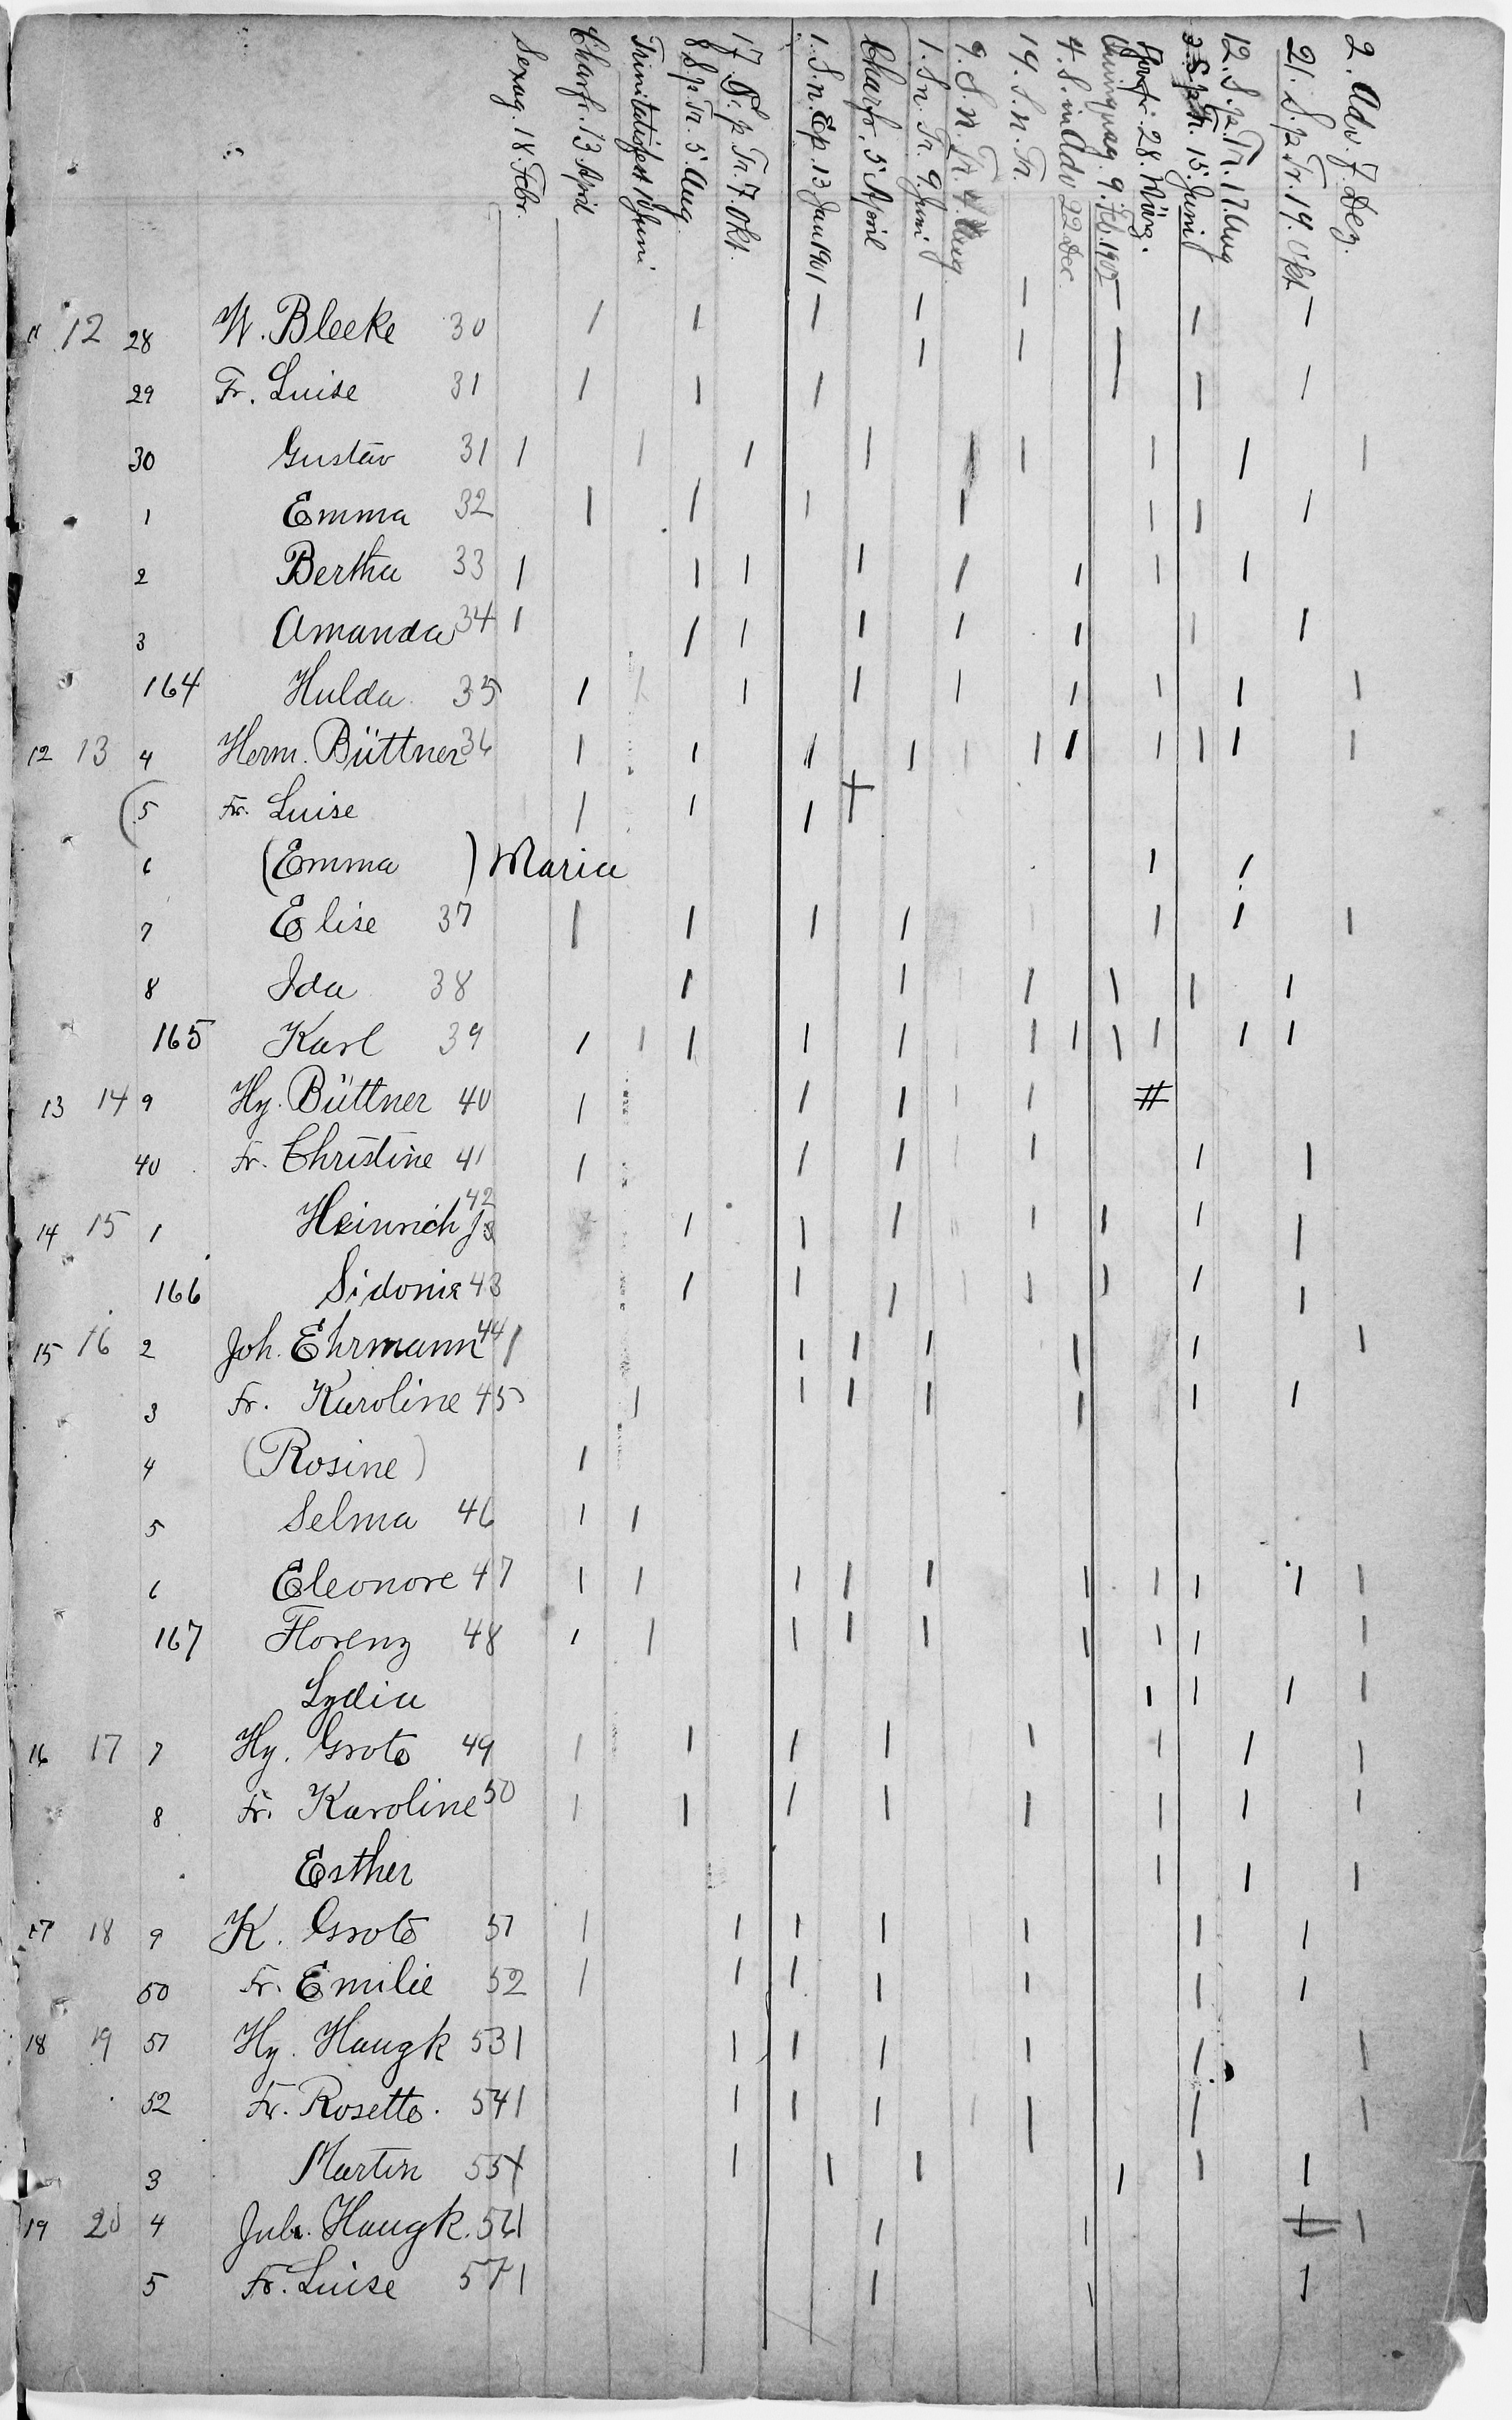 Sexag. 18. Febr.
Charfr. 13 April
Trinitatisfest Juni
8 S. p. Tr. 5. Aug.
17. S. p. Tr. 7. Okt.
1. S. n. Ep. 13 Jan 1901
Charfr. 5 April
1. S. n. Tr. 9. Juni
9. S. n. Tr. 4. Aug
14. S. n. Tr.
4. S. in Adv 22 Dec.
Quinquag. 9. Feb. 1902
28. März.
3. S. p. Tr. 15. Juni
12. S. p. Tr. 17. Aug
21. S. p Tr. 19. Okt
2. Adv. 7. Dez.
11 12 28 W. Bleeke 30 | | | | | | | |
29 Fr. Luise 31 | | | | | | | |
30 Gustav 31 | | | | | | | | |
1 Emma 32 | | | | | | |
2 Bertha 33 | | | | | | | |
3 Amanda 34 | | | | | | | |
164 Hulda 35 | | | | | | | | |
12 13 4 Herm. Büttner 36 | | | | | | | | | | |
(5 Fr. Luise | | | +
6 (Emma ) Maria | |
7 Elise 37 | | | | | | |
8 Ida 38 | | | | | |
165 Karl 39 | | | | | | | | | | |
13 14 9 Hy. Büttner 40 | | | | #
40 Fr. Christine 41 | | | | | |
14 15 1 Heinrich Js 42 | | | | | | |
166 Sidonie 43 | | | | | | |
15 16 2 Joh. Ehrmann 44 | | | | | | |
3 Fr. Karoline 45 | | | | | | |
4 (Rosine) |
5 Selma 46 | |
6 Eleonore 47 | | | | | | | | | |
167 Florenz 48 | | | | | | | | |
Lydia | | | |
16 17 7 Hy. Grote 49 | | | | | | | |
8 Fr. Karoline 50 | | | | | | | |
Esther | | |
17 18 9 K. Grote 51 | | | | | | |
50 Fr. Emilie 52 | | | | | | |
18 19 51 Hy. Haugk 53 | | | | | | |
52 Fr. Rosette. 54 | | | | | | |
3 Martin 55 | | | | | | |
19 20 4 Jul. Haugk. 56 | | | + |
5 Fr. Luise 57 | | | |